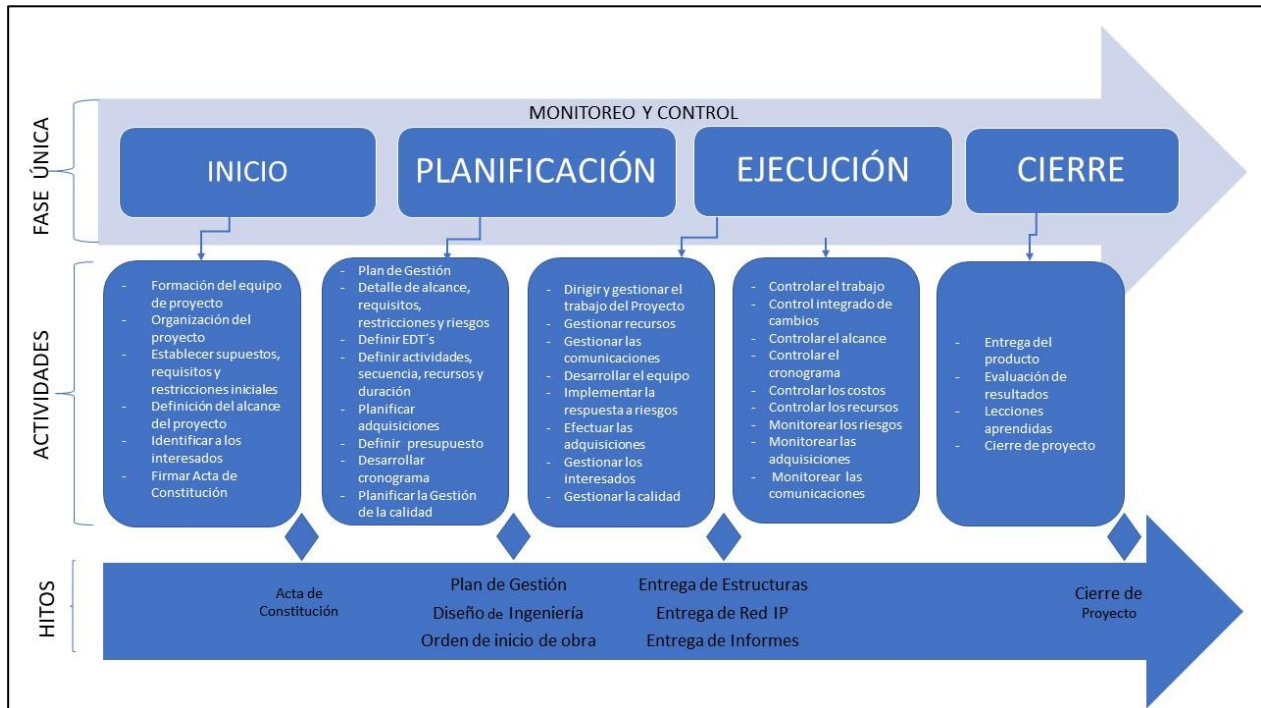 FASE ÚNICA
MONITOREO Y CONTROL
INICIO
PLANIFICACIÓN
EJECUCIÓN
CIERRE
ACTIVIDADES
- Formación del equipo
de proyecto
- Organización del
proyecto
- Establecer supuestos,
requisitos y
restricciones iniciales
- Definición del alcance
del proyecto
- Identificar a los
interesados
- Firmar Acta de
Constitución
- Plan de Gestión
- Detalle de alcance,
requisitos,
restricciones y riesgos
- Definir EDT´s
- Definir actividades,
secuencia, recursos y
duración
- Planificar
adquisiciones
- Definir presupuesto
- Desarrollar
cronograma
- Planificar la Gestión
de la calidad
- Dirigir y gestionar el
trabajo del Proyecto
- Gestionar recursos
- Gestionar las
comunicaciones
- Desarrollar el equipo
- Implementar la
respuesta a riesgos
- Efectuar las
adquisiciones
- Gestionar los
interesados
- Gestionar la calidad
- Controlar el trabajo
- Control integrado de
cambios
- Controlar el alcance
- Controlar el
cronograma
- Controlar los costos
- Controlar los recursos
- Monitorear los riesgos
- Monitorear las
adquisiciones
- Monitorear las
comunicaciones
- Entrega del
producto
- Evaluación de
resultados
- Lecciones
aprendidas
- Cierre de proyecto
HITOS
Acta de
Constitución
Plan de Gestión
Diseño de Ingeniería
Orden de inicio de obra
Entrega de Estructuras
Entrega de Red IP
Entrega de Informes
Cierre de
Proyecto